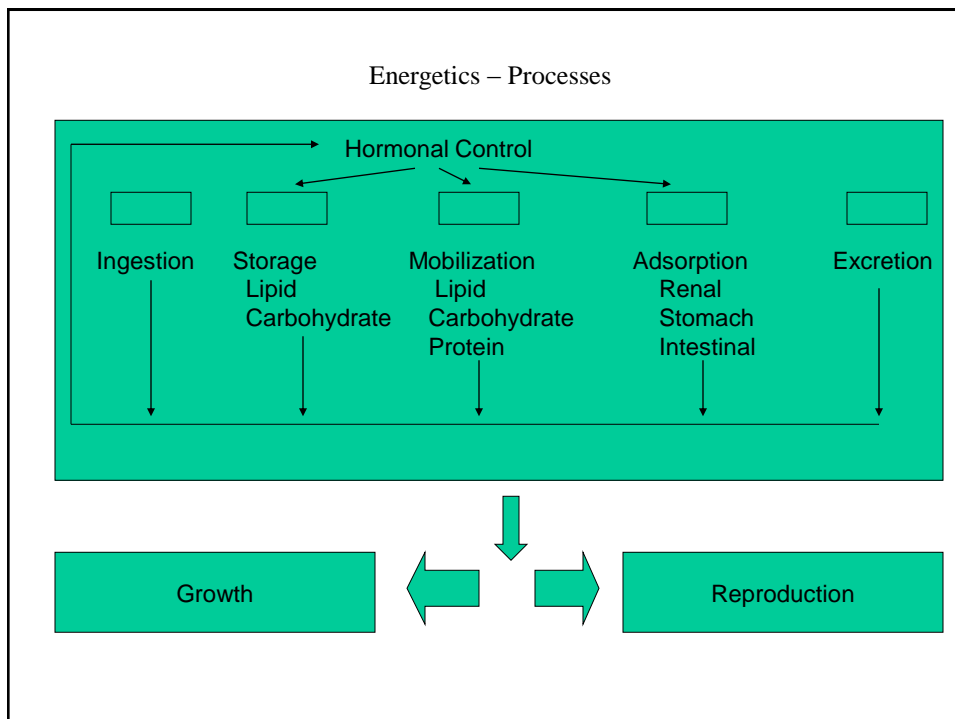 Energetics – Processes
Hormonal Control
Ingestion
Storage
Lipid
Carbohydrate
Mobilization
Lipid
Carbohydrate
Protein
Adsorption
Renal
Stomach
Intestinal
Excretion
Growth
Reproduction